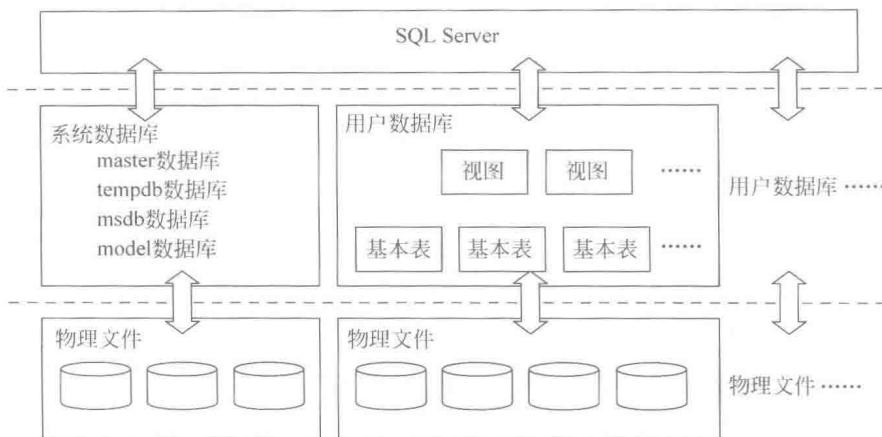 SQL Server
系统数据库
master数据库
tempdb数据库
msdb数据库
model数据库
用户数据库
视图 视图 ……
基本表 基本表 基本表 ……
用户数据库 ……
物理文件
物理文件
物理文件 ……